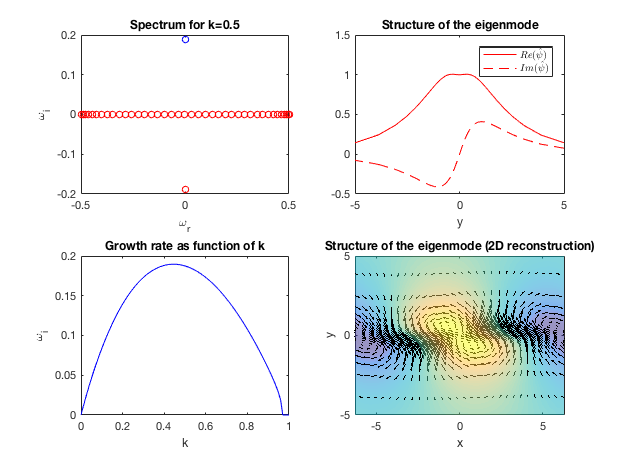 Spectrum for k=0.5
0.2
0.1
0
-0.1
-0.2
-0.5
0
0.5
ω_i
ω_r
Structure of the eigenmode
1.5
1
0.5
0
-0.5
-5
0
5
y
Re(ψ)
Im(ψ)
Growth rate as function of k
0.2
0.15
0.1
0.05
0
0
0.2
0.4
0.6
0.8
1
ω_i
k
Structure of the eigenmode (2D reconstruction)
5
0
-5
-5
0
5
y
x